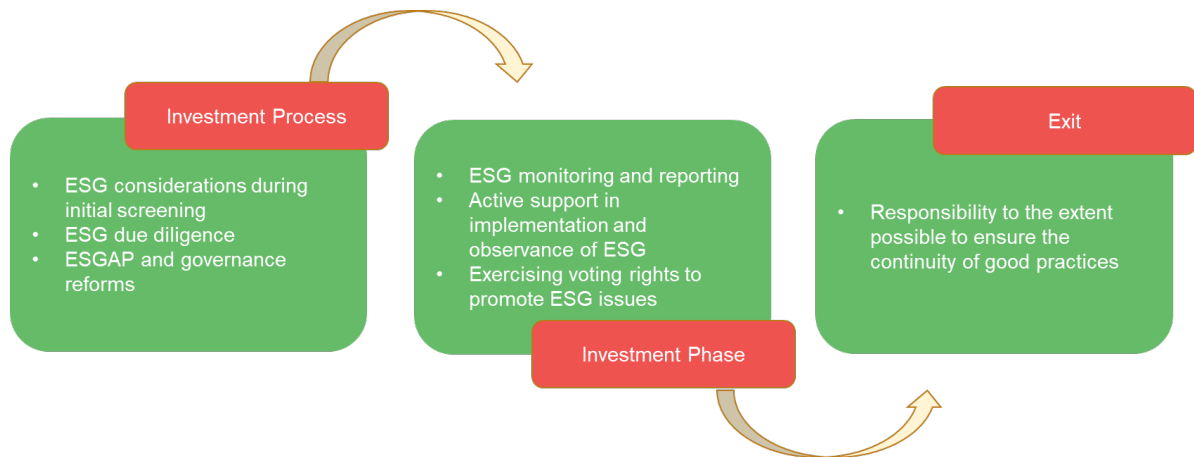 Investment Process
• ESG considerations during
initial screening
• ESG due diligence
• ESGAP and governance
reforms
• ESG monitoring and reporting
• Active support in
implementation and
observance of ESG
• Exercising voting rights to
promote ESG issues
Investment Phase
Exit
• Responsibility to the extent
possible to ensure the
continuity of good practices